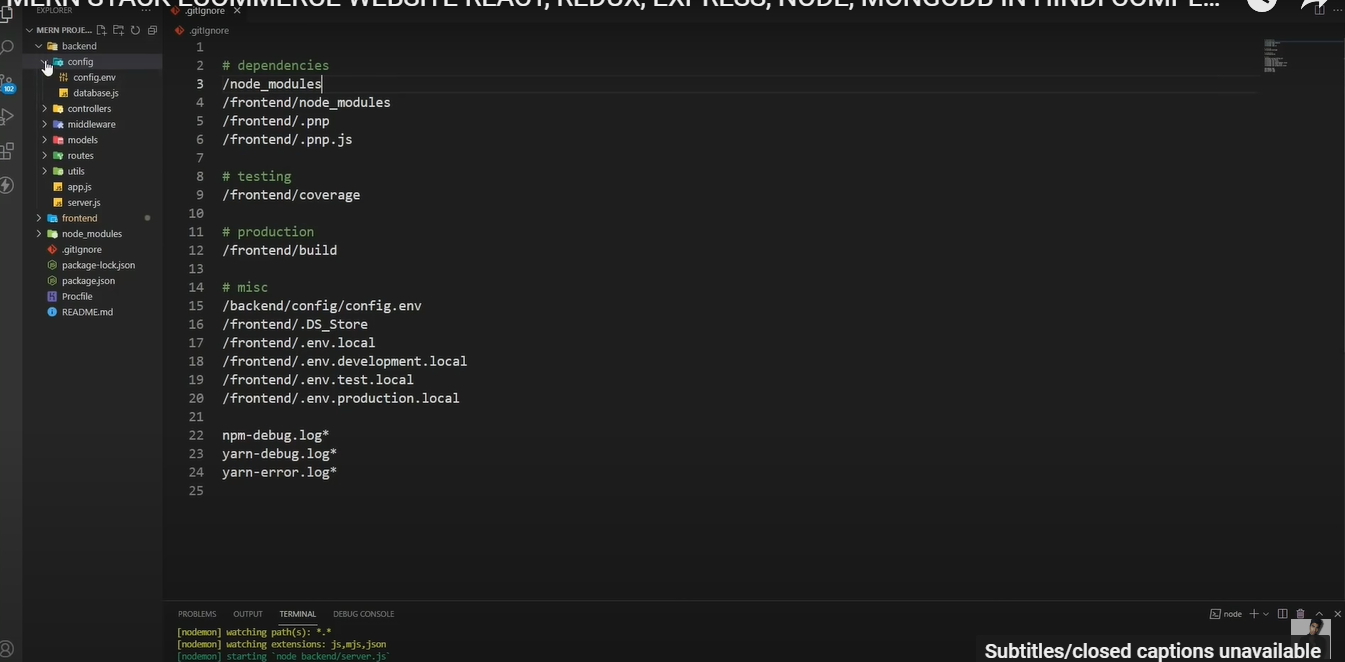 MERN STACK ECOMMERCE WEBSITE REACT, REDUX, EXPRESS, NODE, MONGODB IN HINDI COMPL...
EXPLORER
MERN PROJE...
backend
config
config.env
database.js
controllers
middleware
models
routes
utils
app.js
server.js
frontend
node_modules
.gitIgnore
package-lock.json
package.json
Procfile
README.md
102
.gitIgnore
.gitIgnore
1
2 # dependencies
3 /node_modules
4 /frontend/node_modules
5 /frontend/.pnp
6 /frontend/.pnp.js
7
8 # testing
9 /frontend/coverage
10
11 # production
12 /frontend/build
13
14 # misc
15 /backend/config/config.env
16 /frontend/.DS_Store
17 /frontend/.env.local
18 /frontend/.env.development.local
19 /frontend/.env.test.local
20 /frontend/.env.production.local
21
22 npm-debug.log*
23 yarn-debug.log*
24 yarn-error.log*
25
PROBLEMS OUTPUT TERMINAL DEBUG CONSOLE
node
[nodemon] watching path(s): *.*
[nodemon] watching extensions: js,mjs,json
[nodemon] starting `node backend/server.js`
Subtitles/closed captions unavailable